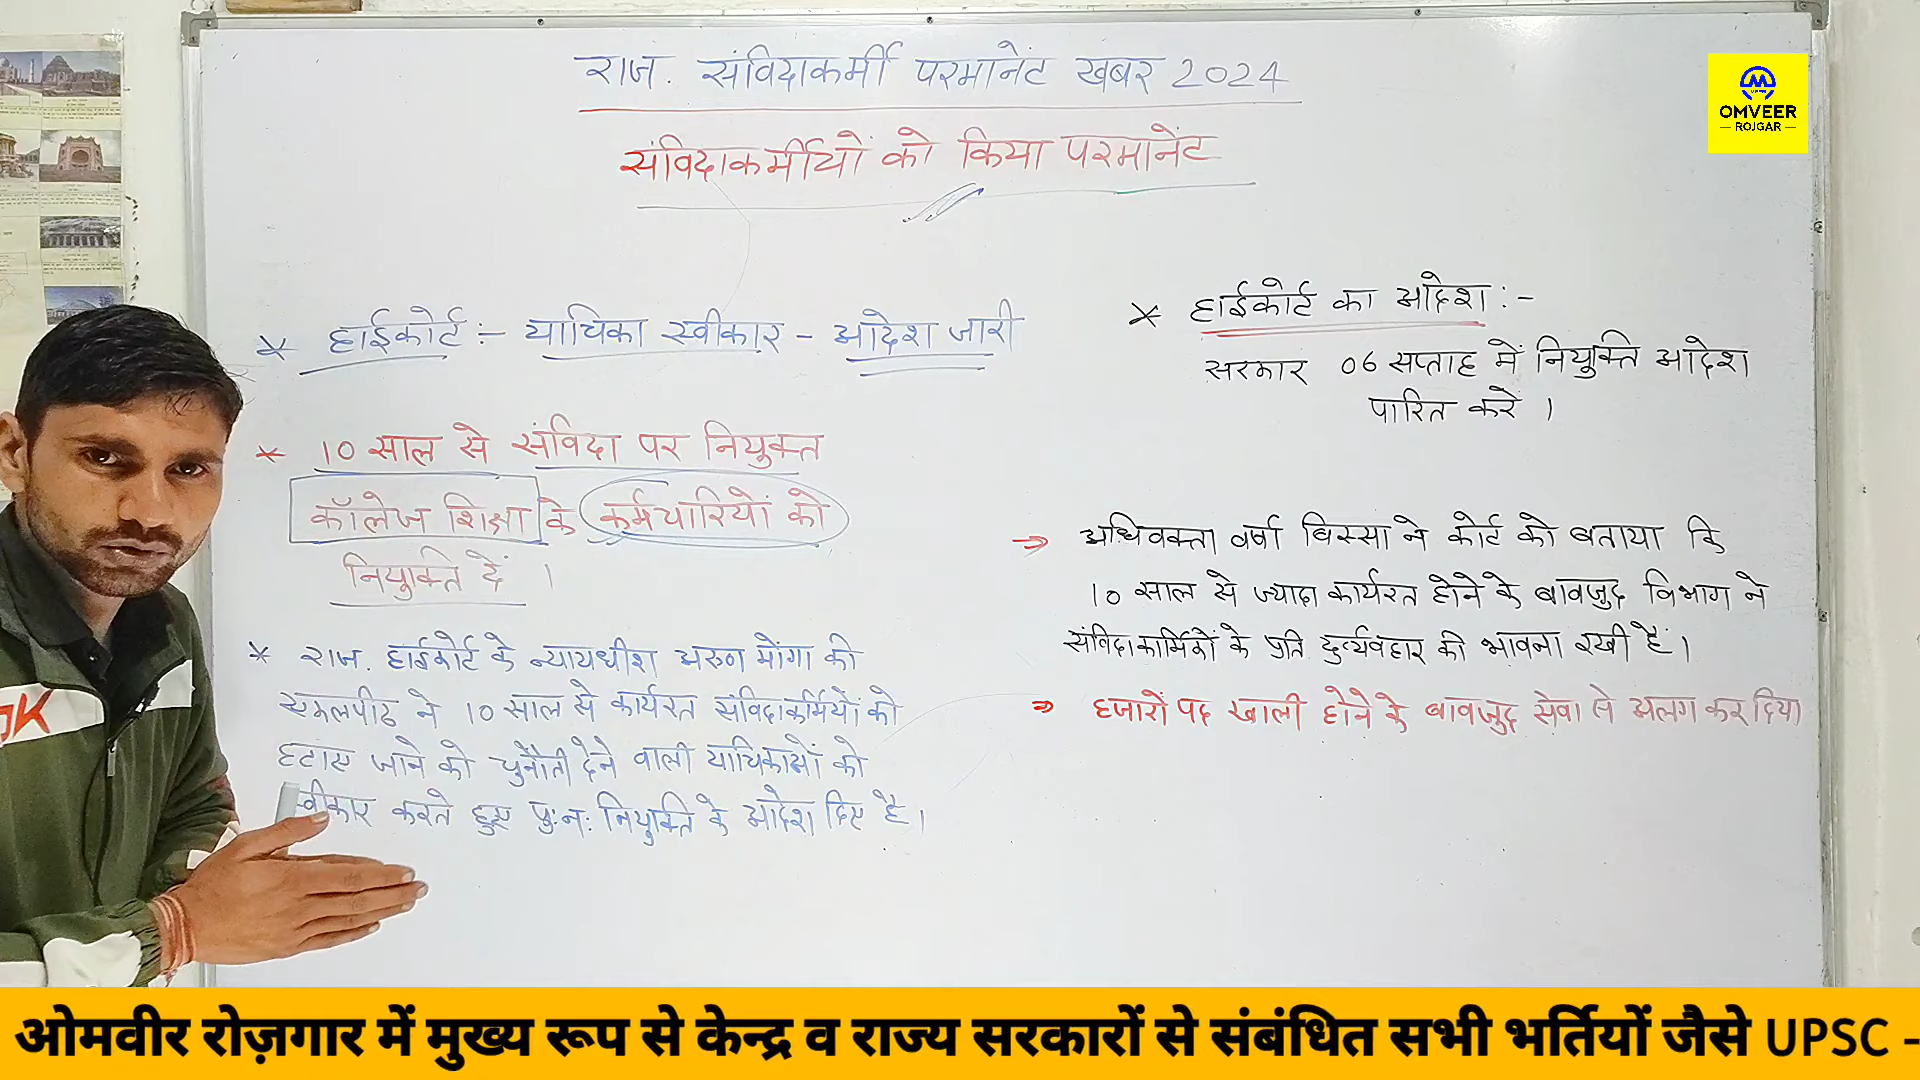 राज. संविदाकर्मी परमानेंट खबर 2024
संविदाकर्मीयों को किया परमानेंट
OMVEER
— ROJGAR —
* हाईकोर्ट :- याचिका स्वीकार - आदेश जारी
* 10 साल से संविदा पर नियुक्त
कॉलेज शिक्षा के कर्मचारियों को
नियुक्ति दें ।
* राज. हाईकोर्ट के न्यायधीश अरुण मोंगा की
एकलपीठ ने 10 साल से कार्यरत संविदाकर्मियों को
हटाए जाने को चुनौती देने वाली याचिकाओं को
स्वीकार करते हुए पुःनः नियुक्ति के आदेश दिए है ।
* हाईकोर्ट का आदेश :-
सरकार 06 सप्ताह में नियुक्ति आदेश
पारित करें ।
→ अधिवक्ता वर्षा बिस्सा ने कोर्ट को बताया कि
10 साल से ज्यादा कार्यरत होने के बावजुद विभाग ने
संविदाकार्मिकों के प्रति दुर्व्यवहार की भावना रखी हैं ।
⇒ हजारों पद खाली होने के बावजुद सेवा से अलग कर दिया
ओमवीर रोज़गार में मुख्य रूप से केन्द्र व राज्य सरकारों से संबंधित सभी भर्तियों जैसे UPSC -